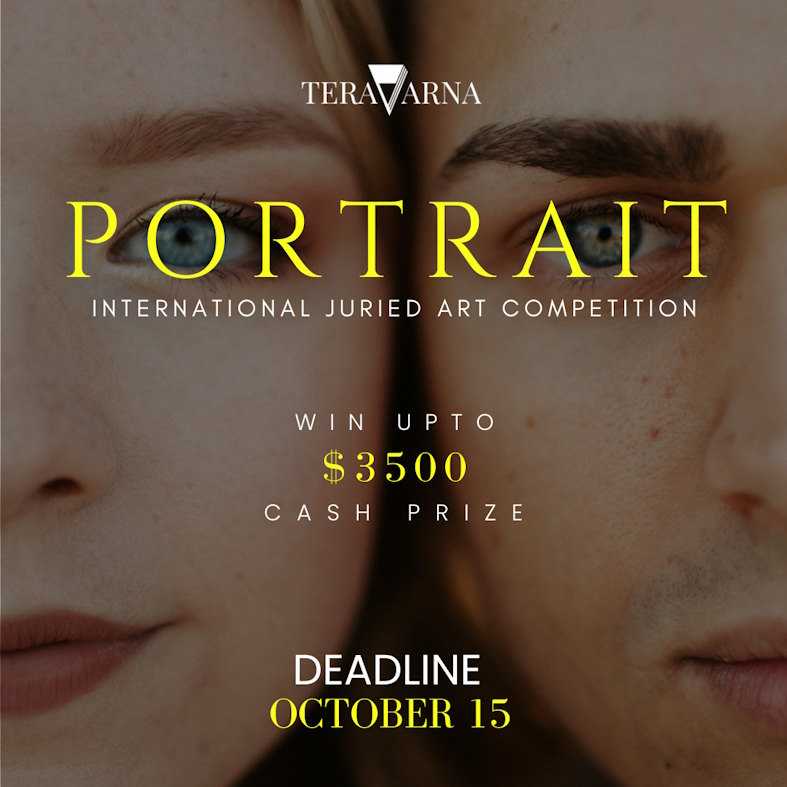 TERAVARNA
PORTRAIT
INTERNATIONAL JURIED ART COMPETITION
WIN UPTO
$3500
CASH PRIZE
DEADLINE
OCTOBER 15